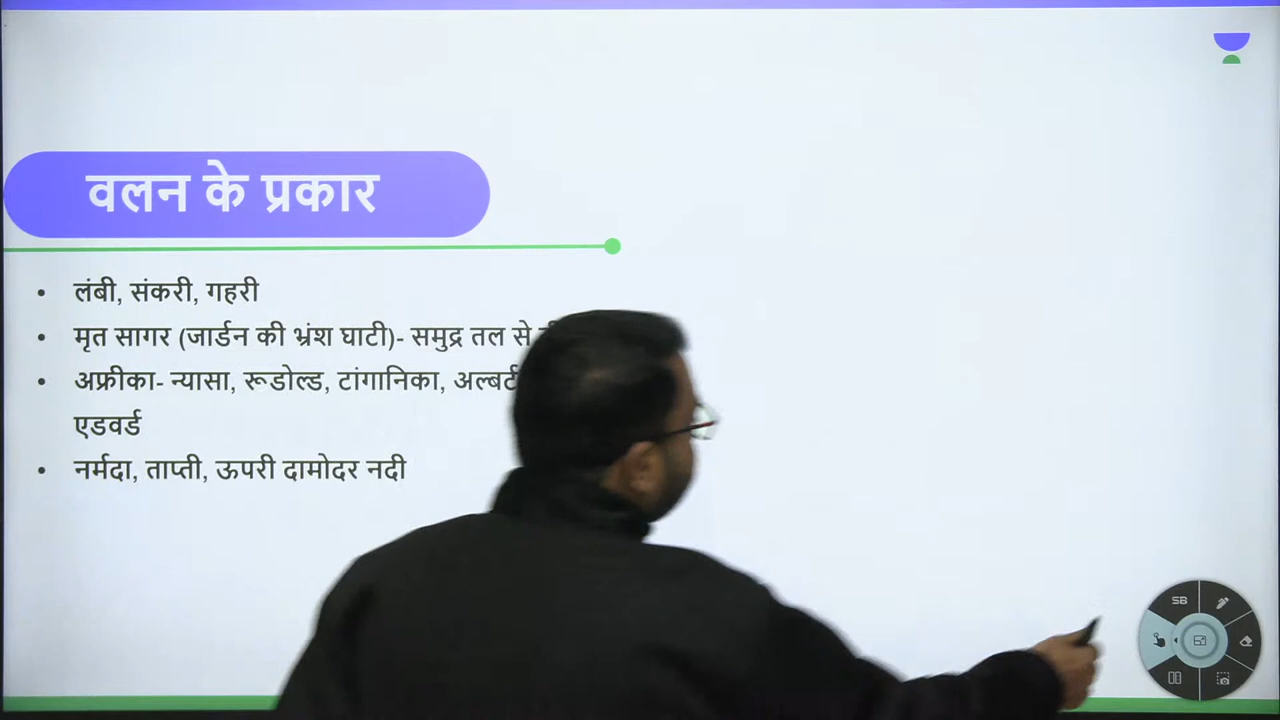 वलन के प्रकार
• लंबी, संकरी, गहरी
• मृत सागर (जार्डन की भ्रंश घाटी)- समुद्र तल से
• अफ्रीका- न्यासा, रूडोल्ड, टांगानिका, अल्बर्ट
एडवर्ड
• नर्मदा, ताप्ती, ऊपरी दामोदर नदी
SB